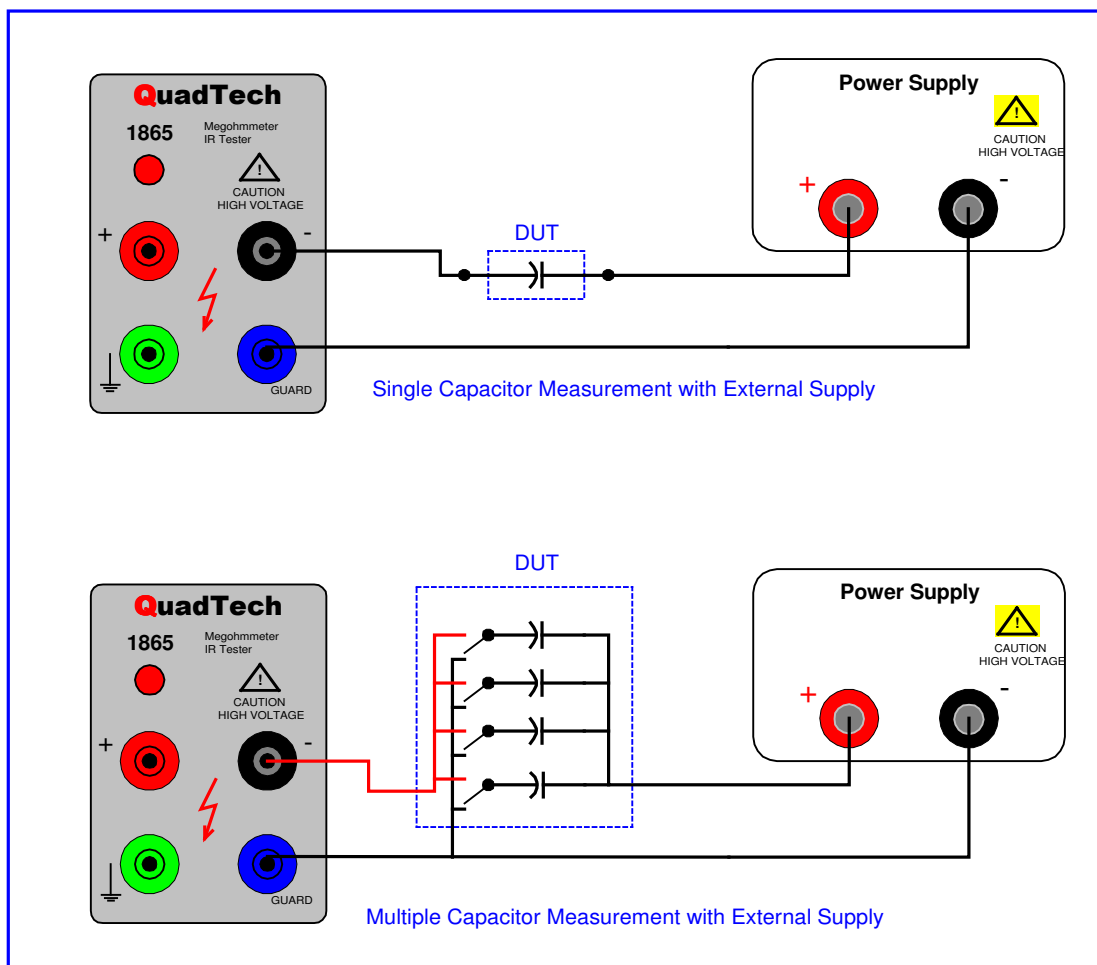 QuadTech
1865
Megohmmeter
IR Tester
!
CAUTION
HIGH VOLTAGE
+
-
GUARD
DUT
Power Supply
!
CAUTION
HIGH VOLTAGE
+
-
Single Capacitor Measurement with External Supply
QuadTech
1865
Megohmmeter
IR Tester
!
CAUTION
HIGH VOLTAGE
+
-
GUARD
DUT
Power Supply
!
CAUTION
HIGH VOLTAGE
+
-
Multiple Capacitor Measurement with External Supply